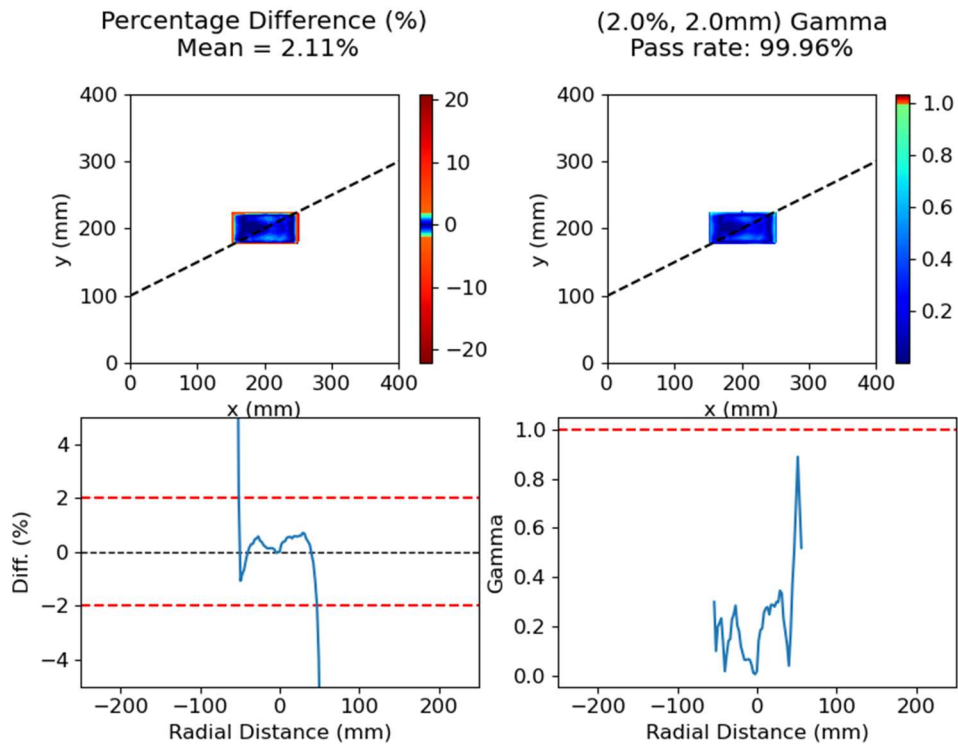 Percentage Difference (%)
Mean = 2.11%
(2.0%, 2.0mm) Gamma
Pass rate: 99.96%
400
300
200
100
0
y (mm)
0 100 200 300 400
x (mm)
20
10
0
−10
−20
400
300
200
100
0
y (mm)
0 100 200 300 400
x (mm)
1.0
0.8
0.6
0.4
0.2
4
2
0
−2
−4
Diff. (%)
−200 −100 0 100 200
Radial Distance (mm)
1.0
0.8
0.6
0.4
0.2
0.0
Gamma
−200 −100 0 100 200
Radial Distance (mm)